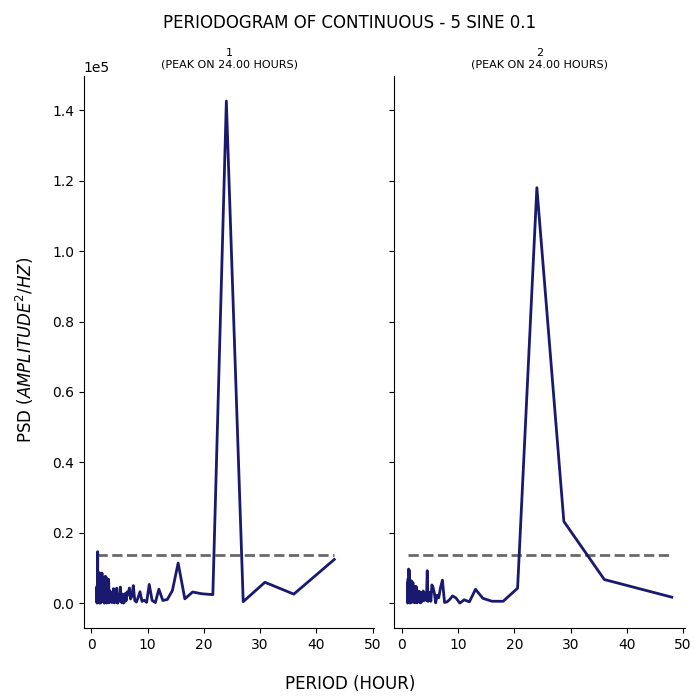 PERIODOGRAM OF CONTINUOUS - 5 SINE 0.1
1
(PEAK ON 24.00 HOURS)
2
(PEAK ON 24.00 HOURS)
1e5
1.4
1.2
1.0
0.8
0.6
0.4
0.2
0.0
PSD (AMPLITUDE²/HZ)
0 10 20 30 40 50
0 10 20 30 40 50
PERIOD (HOUR)